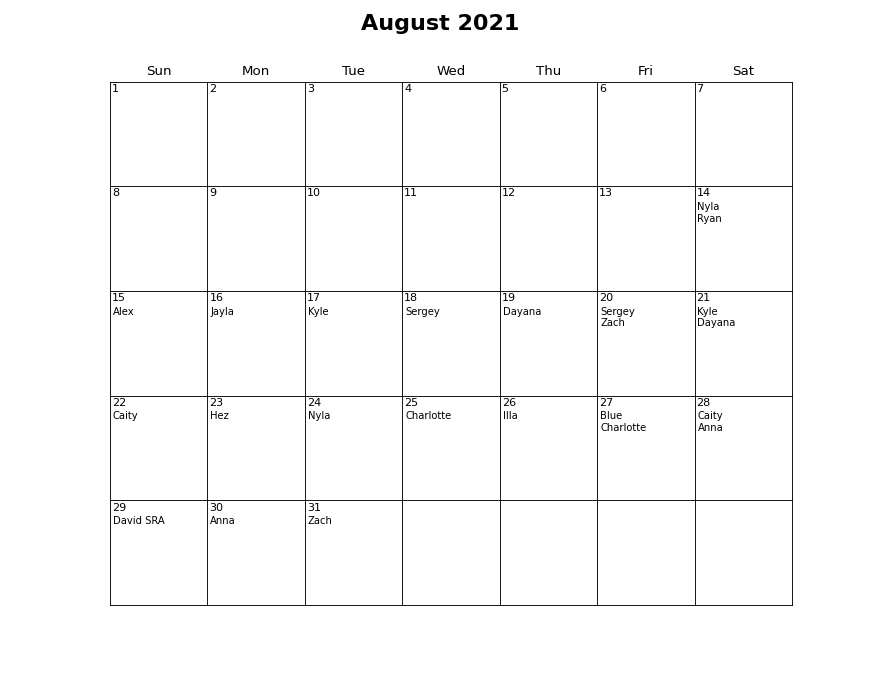 August 2021
Sun Mon Tue Wed Thu Fri Sat
1 2 3 4 5 6 7
8 9 10 11 12 13 14
Nyla
Ryan
15 16 17 18 19 20 21
Alex Jayla Kyle Sergey Dayana Sergey Kyle
Zach Dayana
22 23 24 25 26 27 28
Caity Hez Nyla Charlotte Illa Blue Caity
Charlotte Anna
29 30 31
David SRA Anna Zach